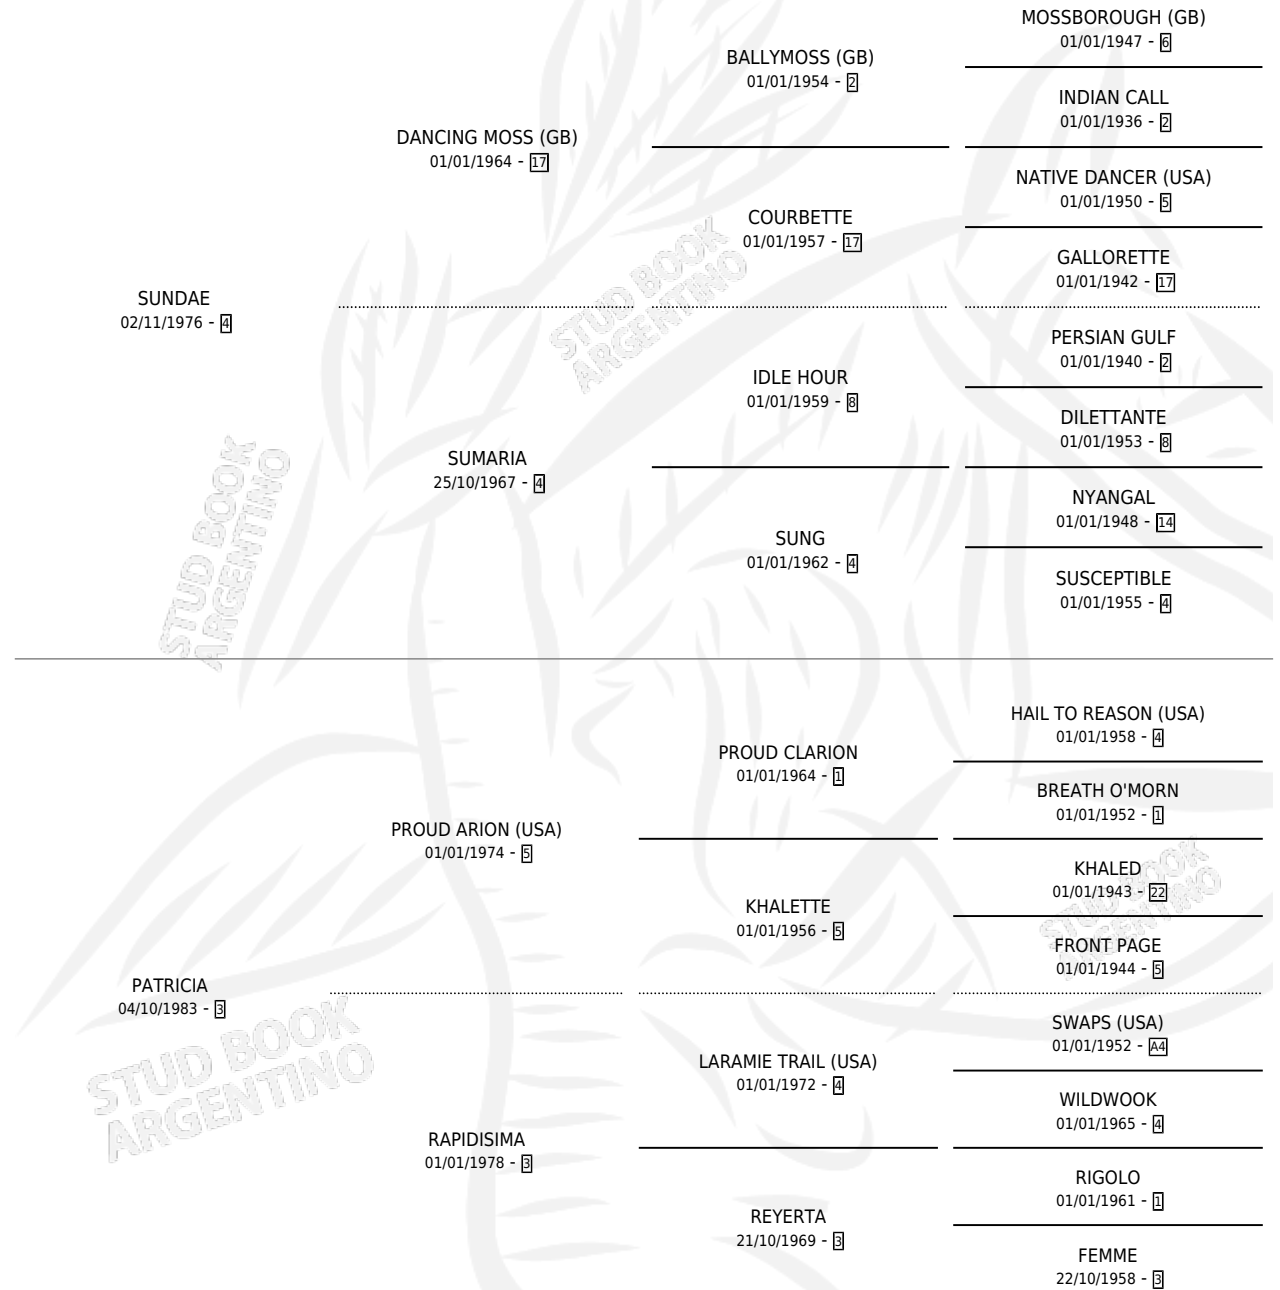 MOSSBOROUGH (GB)
01/01/1947 - 6
BALLYMOSS (GB)
01/01/1954 - 2
INDIAN CALL
01/01/1936 - 2
DANCING MOSS (GB)
01/01/1964 - 17
NATIVE DANCER (USA)
01/01/1950 - 5
COURBETTE
01/01/1957 - 17
GALLORETTE
01/01/1942 - 17
SUNDAE
02/11/1976 - 4
PERSIAN GULF
01/01/1940 - 2
IDLE HOUR
01/01/1959 - 8
DILETTANTE
01/01/1953 - 8
SUMARIA
25/10/1967 - 4
NYANGAL
01/01/1948 - 14
SUNG
01/01/1962 - 4
SUSCEPTIBLE
01/01/1955 - 4
HAIL TO REASON (USA)
01/01/1958 - 4
PROUD CLARION
01/01/1964 - 1
BREATH O'MORN
01/01/1952 - 1
PROUD ARION (USA)
01/01/1974 - 5
KHALED
01/01/1943 - 22
KHALETTE
01/01/1956 - 5
FRONT PAGE
01/01/1944 - 5
PATRICIA
04/10/1983 - 3
SWAPS (USA)
01/01/1952 - A4
LARAMIE TRAIL (USA)
01/01/1972 - 4
WILDWOOK
01/01/1965 - 4
RAPIDISIMA
01/01/1978 - 3
RIGOLO
01/01/1961 - 1
REYERTA
21/10/1969 - 3
FEMME
22/10/1958 - 3
STUD BOOK
ARGENTINO
STUD BOOK
ARGENTINO
STUD BOOK
ARGENTINO
STUD BOOK
ARGENTINO